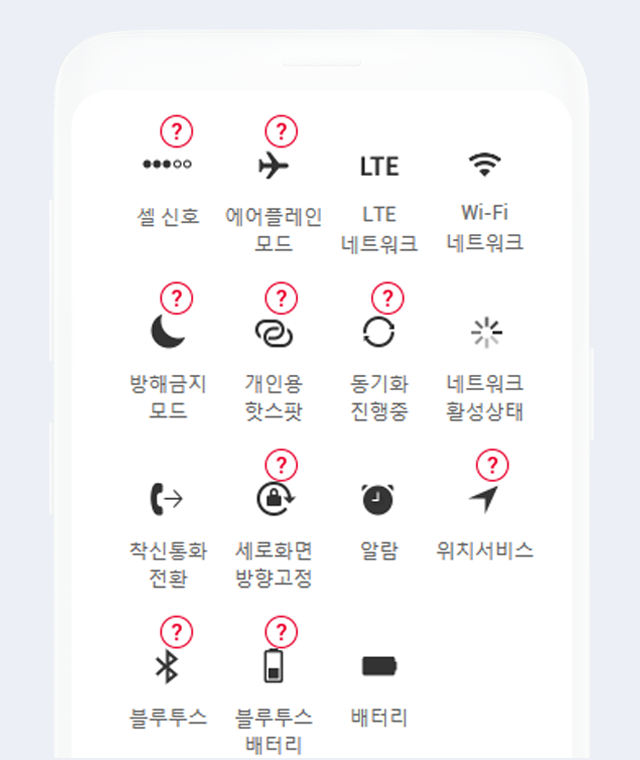 ? ?
LTE
셀 신호 에어플레인 LTE Wi-Fi
모드 네트워크 네트워크
? ? ?
방해금지 개인용 동기화 네트워크
모드 핫스팟 진행중 활성상태
? ?
착신통화 세로화면 알람 위치서비스
전환 방향고정
? ?
블루투스 블루투스 배터리
배터리